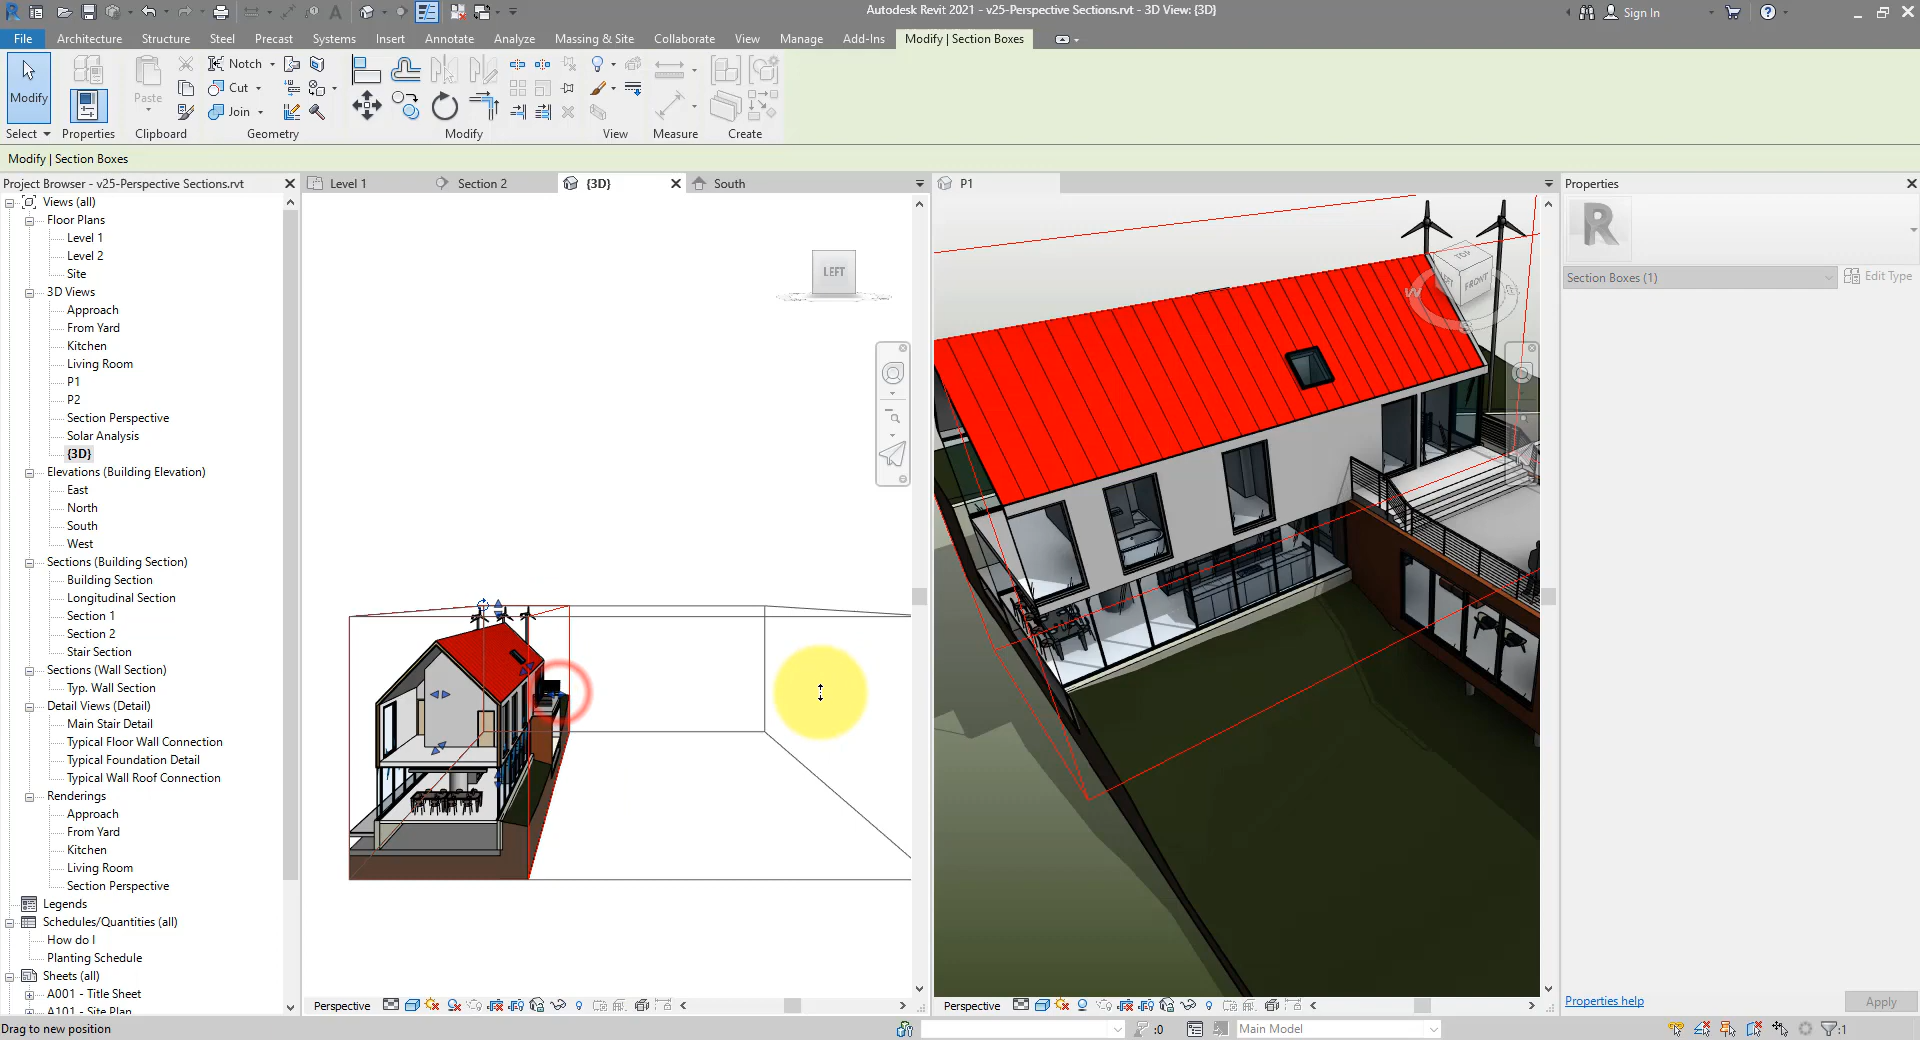 Autodesk Revit 2021 - v25-Perspective Sections.rvt - 3D View: {3D}
Sign In
File
Architecture
Structure
Steel
Precast
Systems
Insert
Annotate
Analyze
Massing & Site
Collaborate
View
Manage
Add-Ins
Modify | Section Boxes
Modify
Paste
Notch
Cut
Join
Select
Properties
Clipboard
Geometry
Modify
View
Measure
Create
Modify | Section Boxes
Project Browser - v25-Perspective Sections.rvt
Level 1
Section 2
{3D}
South
P1
Properties
Views (all)
Floor Plans
Level 1
Level 2
Site
3D Views
Approach
From Yard
Kitchen
Living Room
P1
P2
Section Perspective
Solar Analysis
{3D}
Elevations (Building Elevation)
East
North
South
West
Sections (Building Section)
Building Section
Longitudinal Section
Section 1
Section 2
Stair Section
Sections (Wall Section)
Typ. Wall Section
Detail Views (Detail)
Main Stair Detail
Typical Floor Wall Connection
Typical Foundation Detail
Typical Wall Roof Connection
Renderings
Approach
From Yard
Kitchen
Living Room
Section Perspective
Legends
Schedules/Quantities (all)
How do I
Planting Schedule
Sheets (all)
A001 - Title Sheet
A101 - Site Plan
LEFT
TOP
LEFT
FRONT
W
R
Section Boxes (1)
Edit Type
Perspective
Perspective
Properties help
Apply
Drag to new position
:0
Main Model
:1